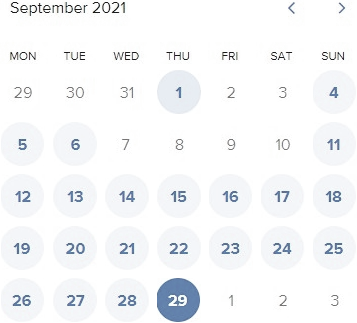 September 2021
MON TUE WED THU FRI SAT SUN
29 30 31 1 2 3 4
5 6 7 8 9 10 11
12 13 14 15 16 17 18
19 20 21 22 23 24 25
26 27 28 29 1 2 3